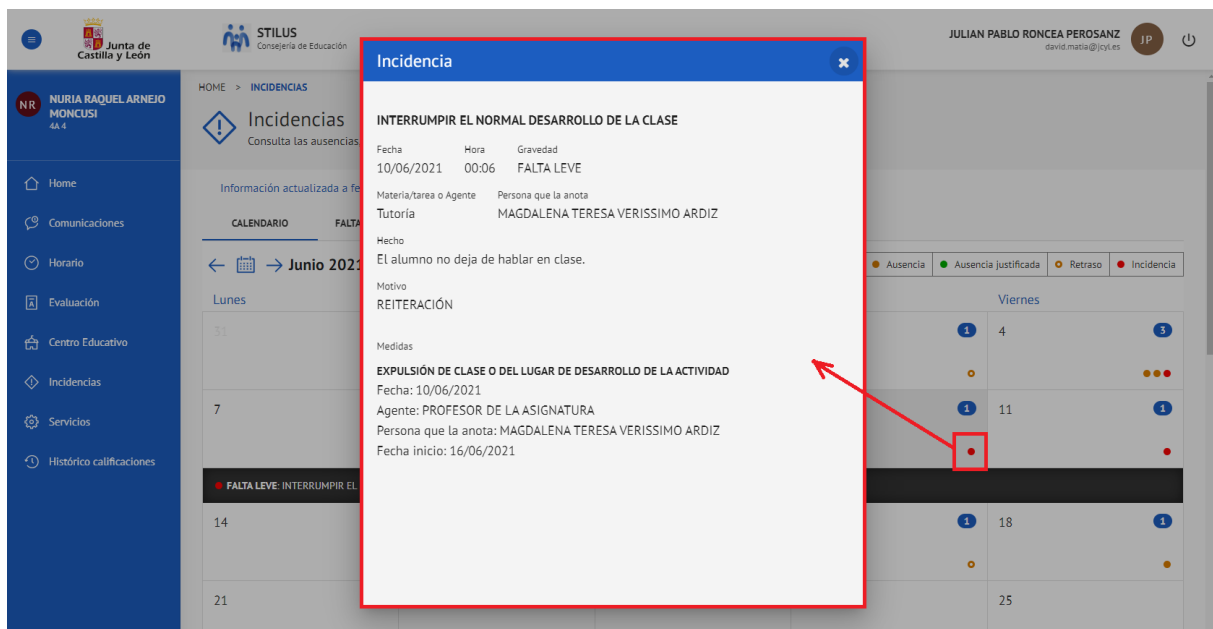 Junta de
Castilla y León
STILUS
Consejería de Educación
JULIAN PABLO RONCEA PEROSANZ
david.matia@jcyl.es
JP
NR
NURIA RAQUEL ARNEJO
MONCUSI
4A 4
Home
Comunicaciones
Horario
Evaluación
Centro Educativo
Incidencias
Servicios
Histórico calificaciones
HOME > INCIDENCIAS
Incidencias
Consulta las ausencias,
Información actualizada a fe
CALENDARIO FALTA
Junio 2021
Ausencia Ausencia justificada Retraso Incidencia
Lunes Viernes
31 1 4 3
7 1 11 1
FALTA LEVE: INTERRUMPIR EL
14 1 18 1
21 25
Incidencia
INTERRUMPIR EL NORMAL DESARROLLO DE LA CLASE
Fecha Hora Gravedad
10/06/2021 00:06 FALTA LEVE
Materia/tarea o Agente Persona que la anota
Tutoría MAGDALENA TERESA VERISSIMO ARDIZ
Hecho
El alumno no deja de hablar en clase.
Motivo
REITERACIÓN
Medidas
EXPULSIÓN DE CLASE O DEL LUGAR DE DESARROLLO DE LA ACTIVIDAD
Fecha: 10/06/2021
Agente: PROFESOR DE LA ASIGNATURA
Persona que la anota: MAGDALENA TERESA VERISSIMO ARDIZ
Fecha inicio: 16/06/2021